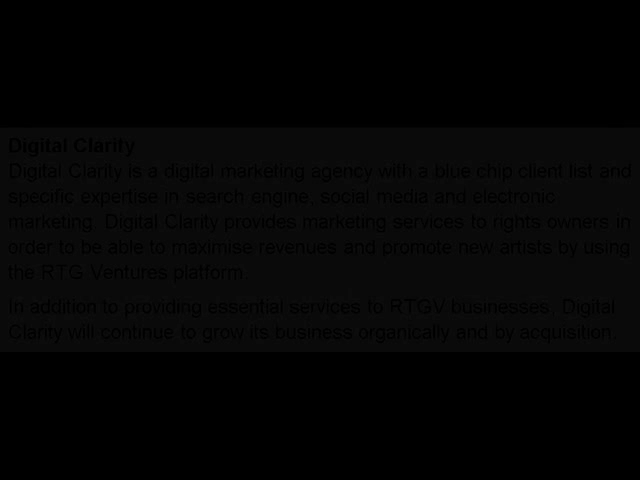 Digital Clarity
Digital Clarity is a digital marketing agency with a blue chip client list and
specific expertise in search engine, social media and electronic
marketing. Digital Clarity provides marketing services to rights owners in
order to be able to maximise revenues and promote new artists by using
the RTG Ventures platform.
In addition to providing essential services to RTGV businesses, Digital
Clarity will continue to grow its business organically and by acquisition.